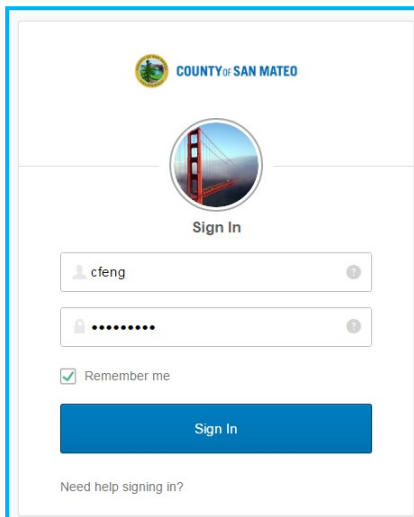 COUNTY OF SAN MATEO
Sign In
cfeng
•••••••••
Remember me
Sign In
Need help signing in?